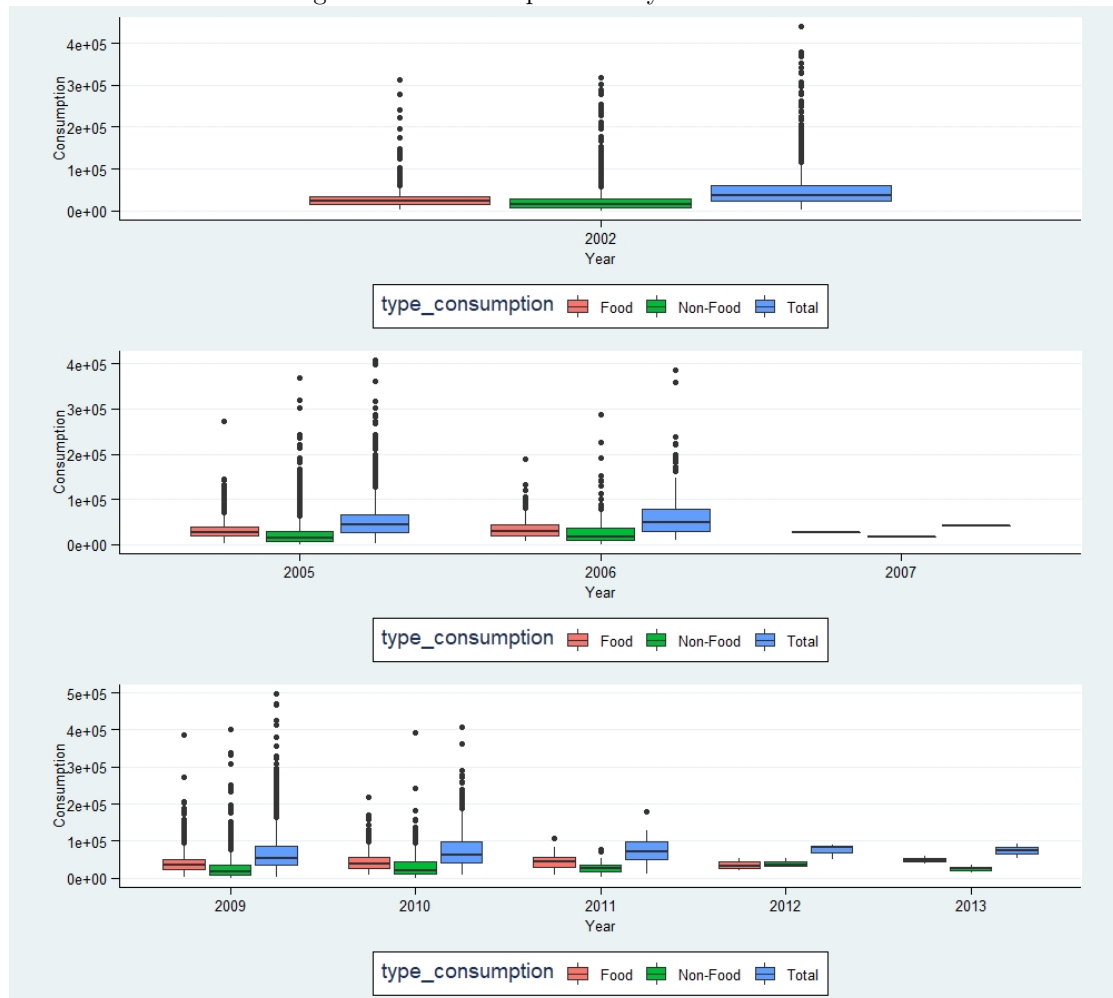 4e+05
3e+05
2e+05
1e+05
0e+00
Consumption
2002
Year
type_consumption Food Non-Food Total
4e+05
3e+05
2e+05
1e+05
0e+00
Consumption
2005 2006 2007
Year
type_consumption Food Non-Food Total
5e+05
4e+05
3e+05
2e+05
1e+05
0e+00
Consumption
2009 2010 2011 2012 2013
Year
type_consumption Food Non-Food Total